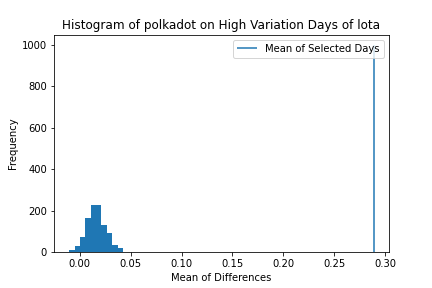 Histogram of polkadot on High Variation Days of Iota
1000
800
600
400
200
0
Frequency
Mean of Selected Days
0.00 0.05 0.10 0.15 0.20 0.25 0.30
Mean of Differences